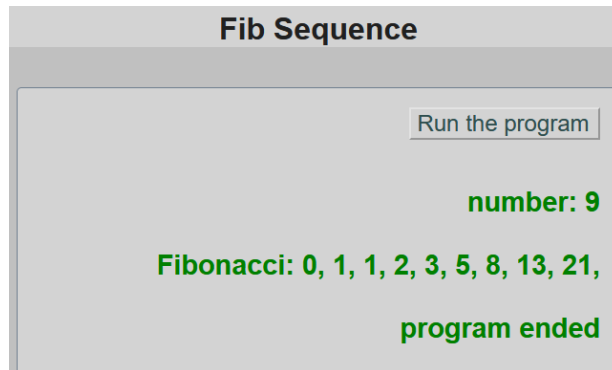 Fib Sequence
Run the program
number: 9
Fibonacci: 0, 1, 1, 2, 3, 5, 8, 13, 21,
program ended